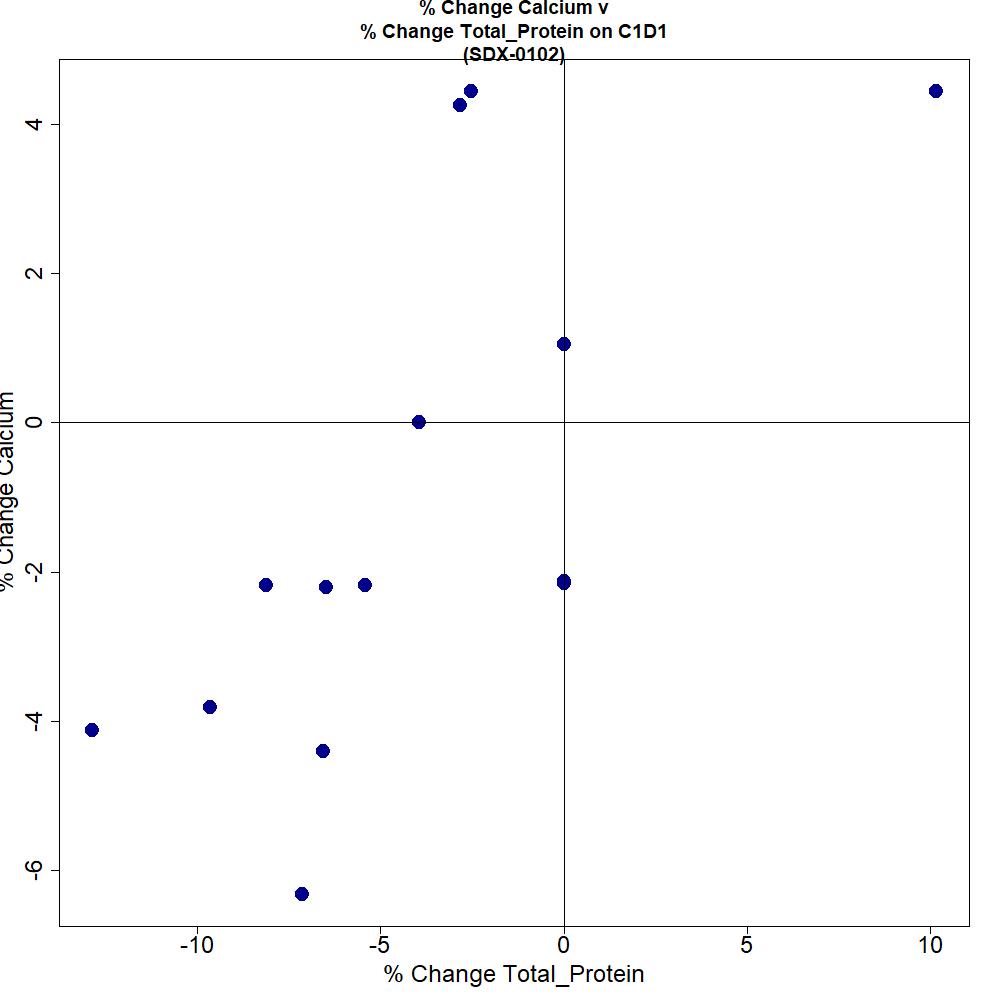 % Change Calcium v
% Change Total_Protein on C1D1
(SDX-0102)
% Change Calcium
4
2
0
-2
-4
-6
-10
-5
0
5
10
% Change Total_Protein